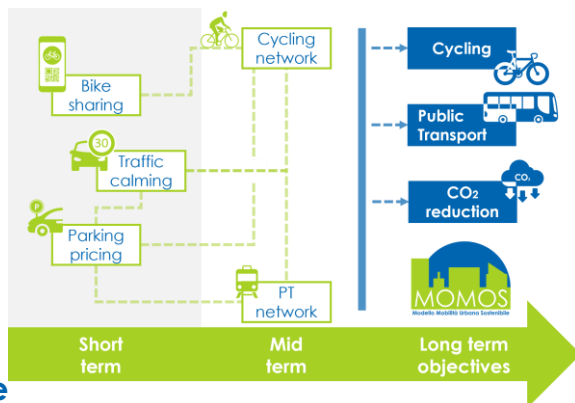 Cycling
network
Bike
sharing
30
Traffic
calming
P
Parking
pricing
PT
network
Cycling
Public
Transport
CO₂
CO2
reduction
MOMOS
Modello Mobilità Urbana Sostenibile
Short
term
Mid
term
Long term
objectives
e